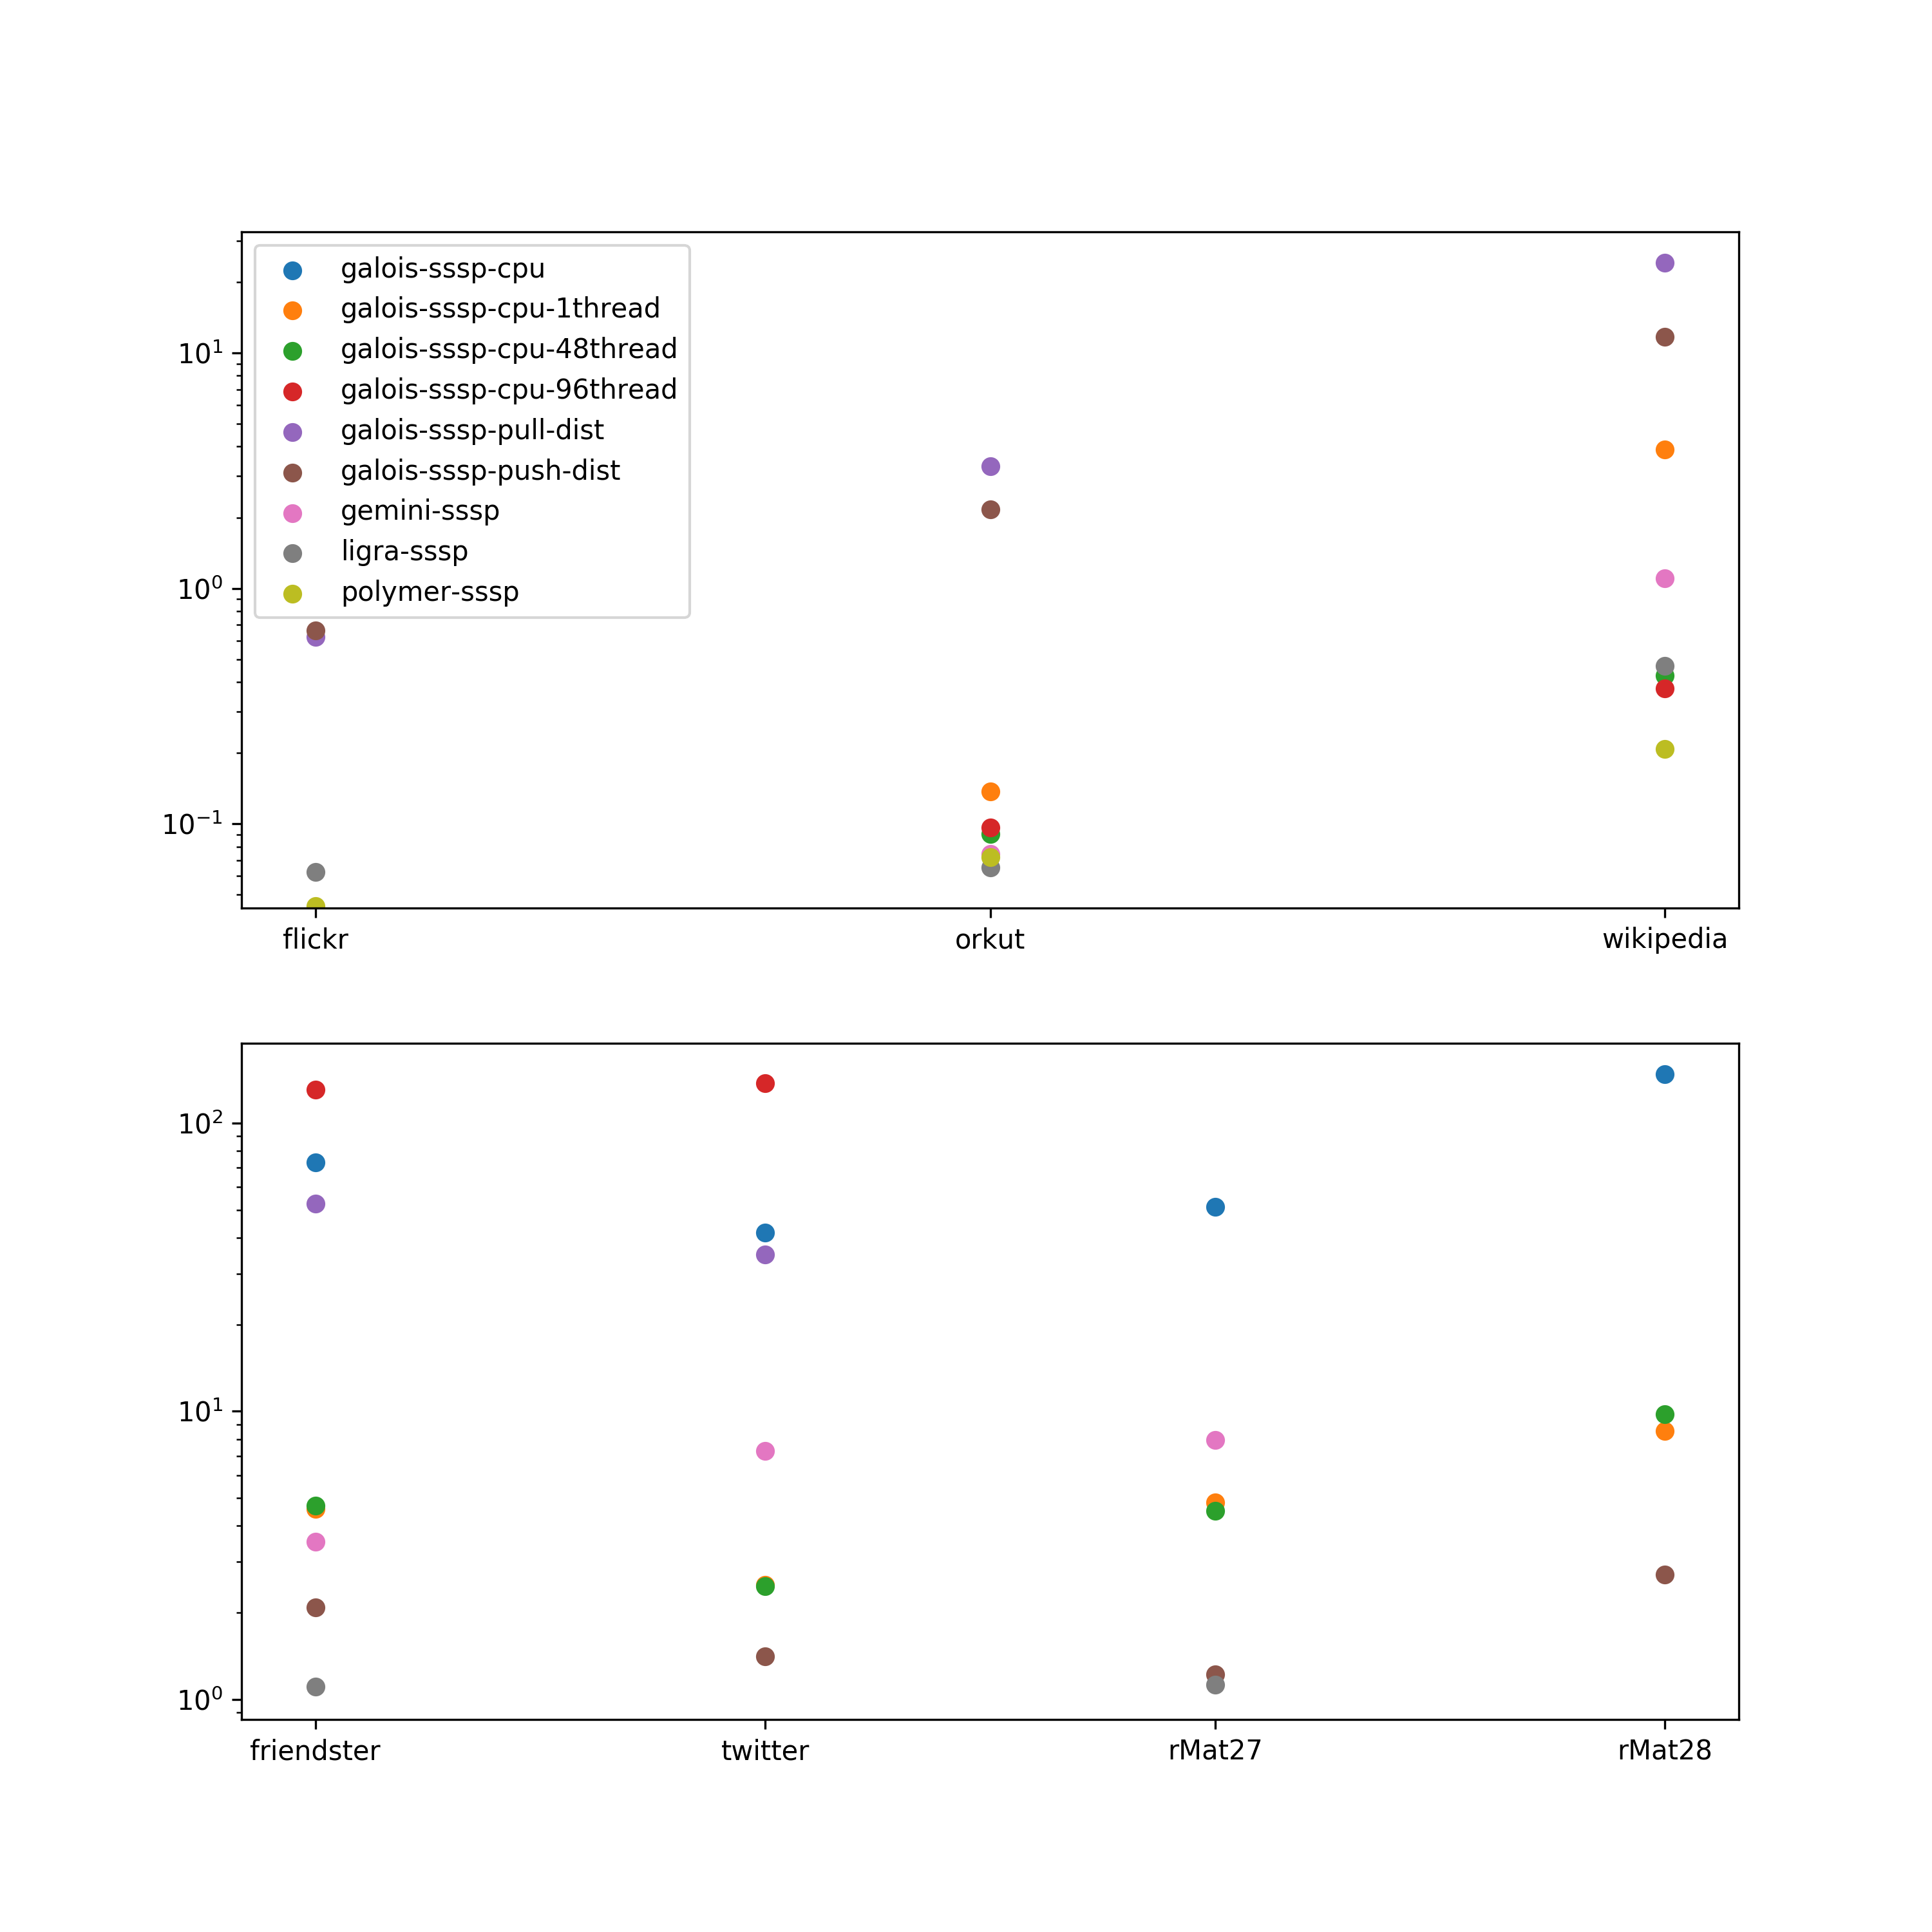 galois-sssp-cpu
galois-sssp-cpu-1thread
galois-sssp-cpu-48thread
galois-sssp-cpu-96thread
galois-sssp-pull-dist
galois-sssp-push-dist
gemini-sssp
ligra-sssp
polymer-sssp
10¹
10⁰
10⁻¹
flickr orkut wikipedia
10²
10¹
10⁰
friendster twitter rMat27 rMat28